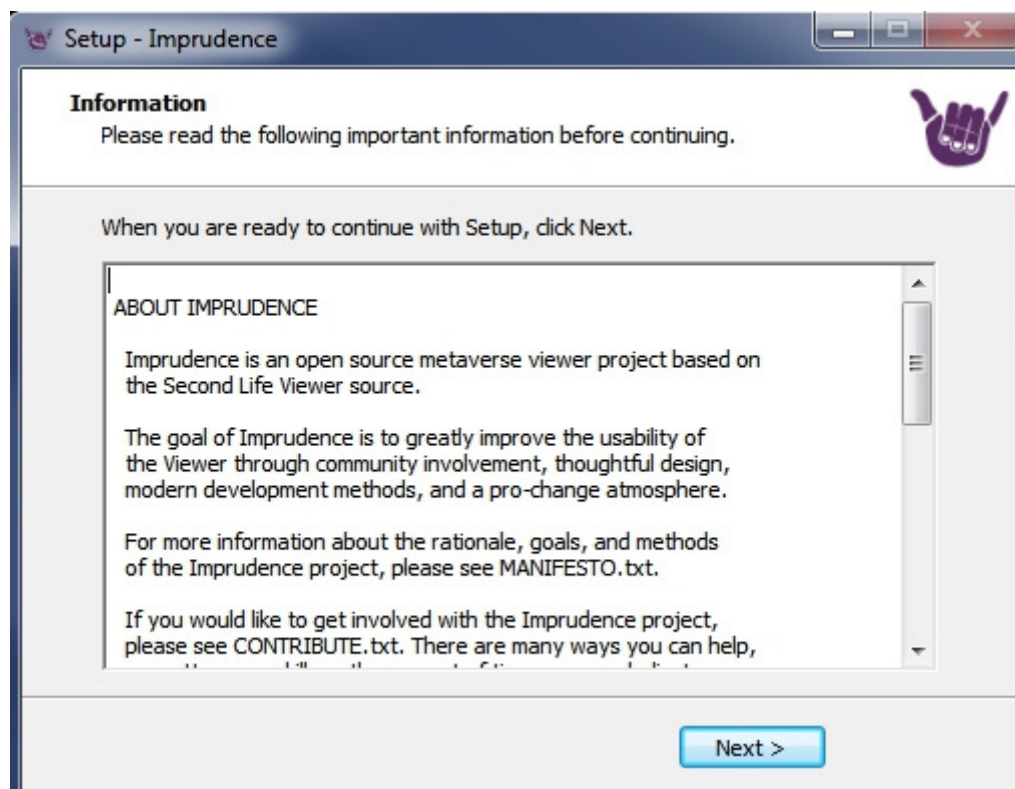 Setup - Imprudence
Information
Please read the following important information before continuing.
When you are ready to continue with Setup, click Next.
ABOUT IMPRUDENCE
Imprudence is an open source metaverse viewer project based on
the Second Life Viewer source.
The goal of Imprudence is to greatly improve the usability of
the Viewer through community involvement, thoughtful design,
modern development methods, and a pro-change atmosphere.
For more information about the rationale, goals, and methods
of the Imprudence project, please see MANIFESTO.txt.
If you would like to get involved with the Imprudence project,
please see CONTRIBUTE.txt. There are many ways you can help,
Next >